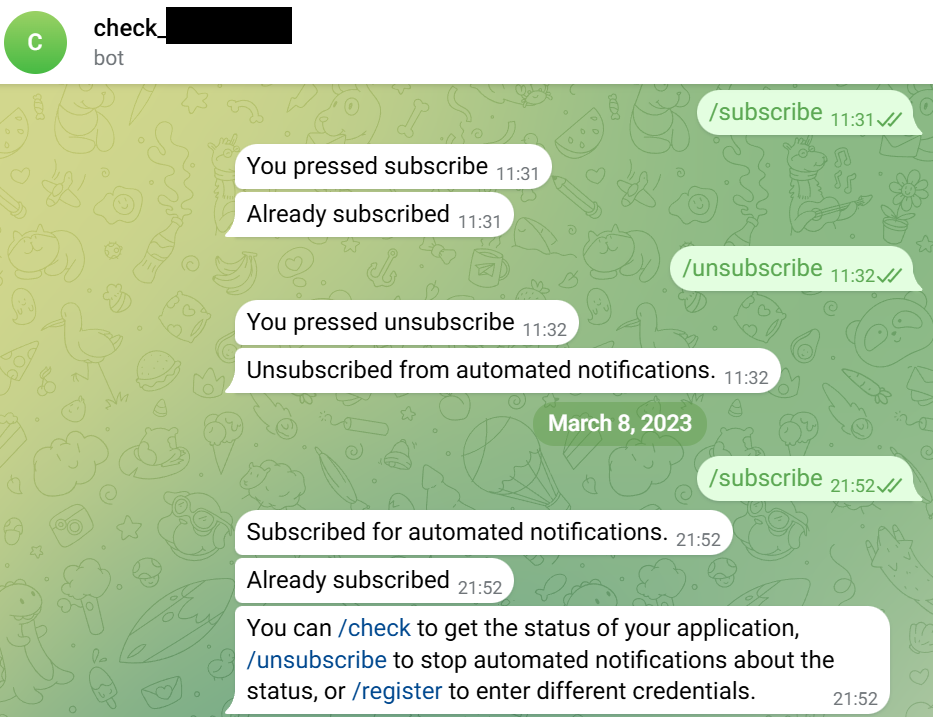 C
check_
bot
/subscribe 11:31
You pressed subscribe 11:31
Already subscribed 11:31
/unsubscribe 11:32
You pressed unsubscribe 11:32
Unsubscribed from automated notifications. 11:32
March 8, 2023
/subscribe 21:52
Subscribed for automated notifications. 21:52
Already subscribed 21:52
You can /check to get the status of your application,
/unsubscribe to stop automated notifications about the
status, or /register to enter different credentials. 21:52